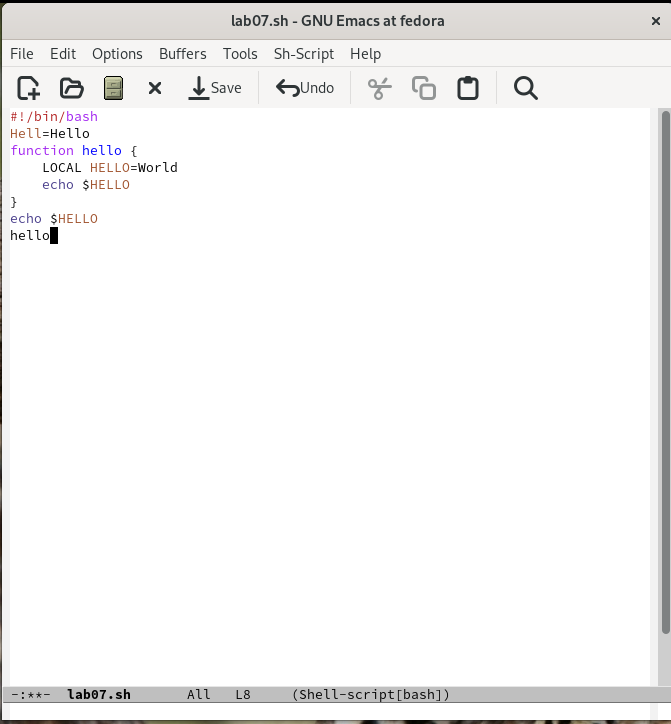 lab07.sh - GNU Emacs at fedora ×
File Edit Options Buffers Tools Sh-Script Help
Save Undo
#!/bin/bash
Hell=Hello
function hello {
    LOCAL HELLO=World
    echo $HELLO
}
echo $HELLO
hello
-:**-  lab07.sh       All   L8     (Shell-script[bash])